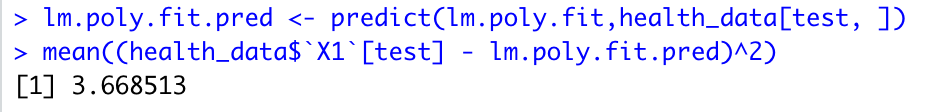 > lm.poly.fit.pred <- predict(lm.poly.fit,health_data[test, ])
> mean((health_data$`X1`[test] - lm.poly.fit.pred)^2)
[1] 3.668513